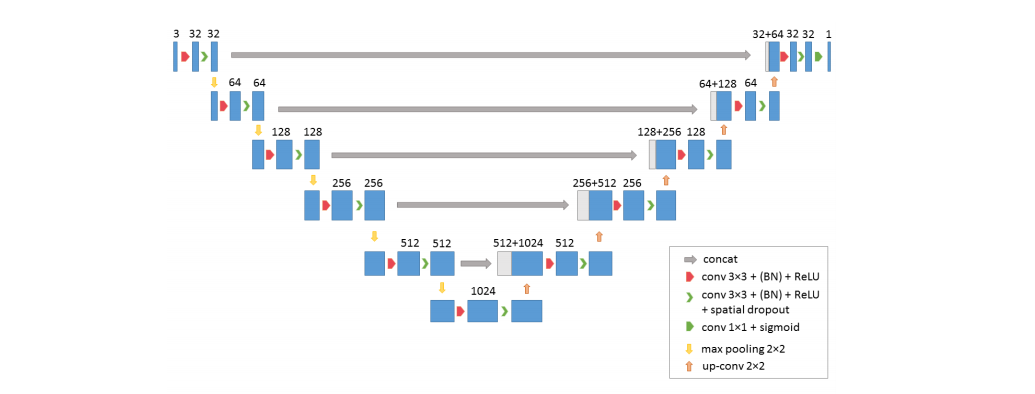 3 32 32 32+64 32 32 1
64 64 64+128 64
128 128 128+256 128
256 256 256+512 256
512 512 512+1024 512
1024
concat
conv 3×3 + (BN) + ReLU
conv 3×3 + (BN) + ReLU
+ spatial dropout
conv 1×1 + sigmoid
max pooling 2×2
up-conv 2×2